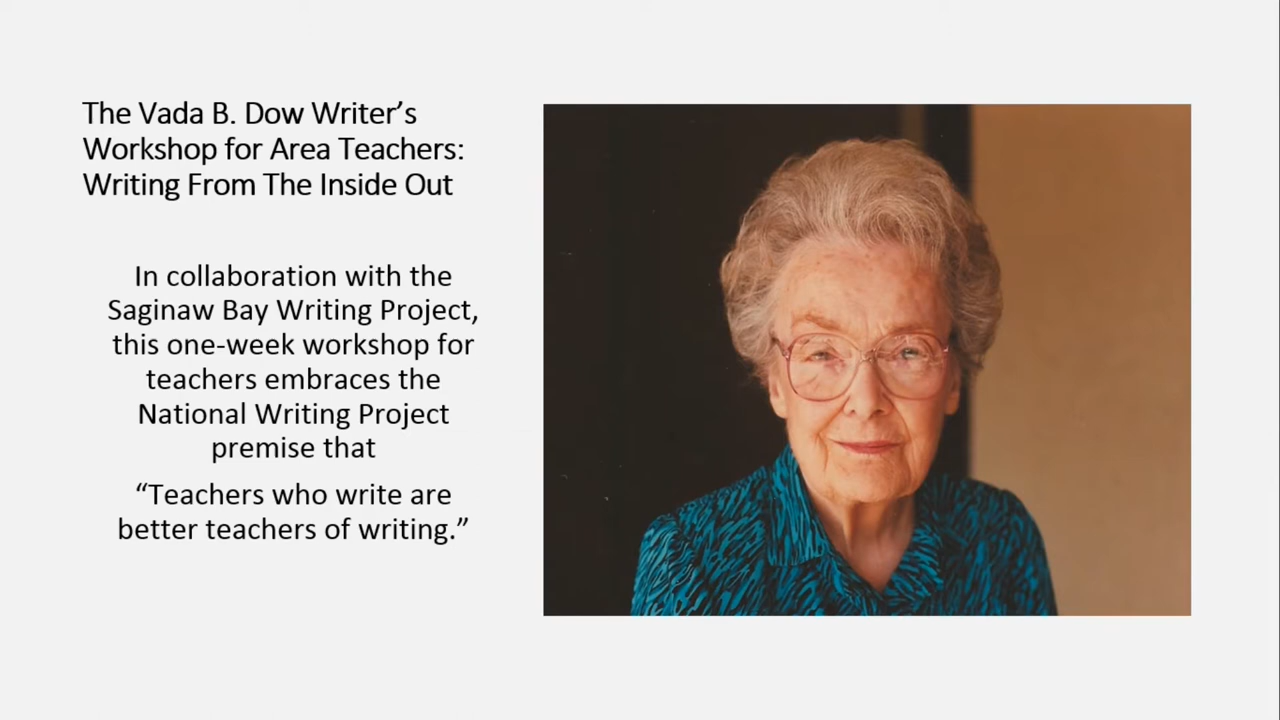 The Vada B. Dow Writer’s
Workshop for Area Teachers:
Writing From The Inside Out
In collaboration with the
Saginaw Bay Writing Project,
this one-week workshop for
teachers embraces the
National Writing Project
premise that
“Teachers who write are
better teachers of writing.”